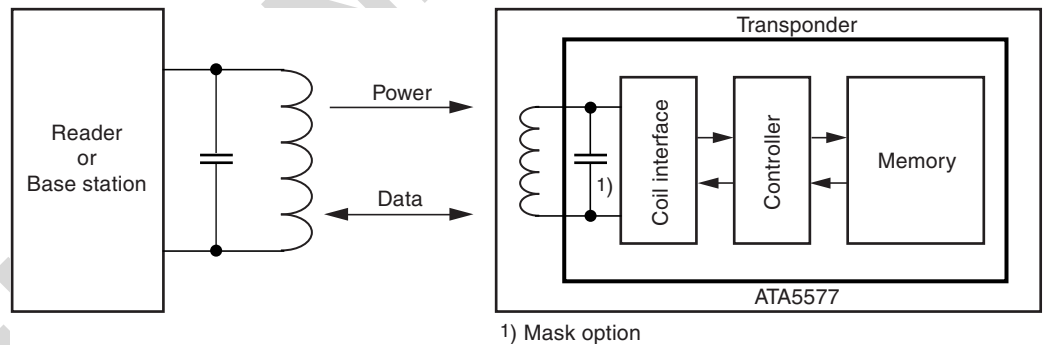 Reader
or
Base station
Power
Data
Transponder
1)
Coil interface
Controller
Memory
ATA5577
1) Mask option